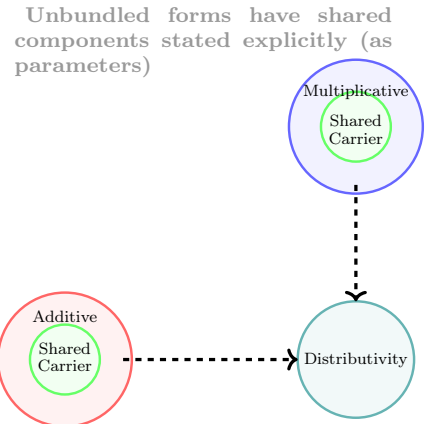 Unbundled forms have shared
components stated explicitly (as
parameters)
Multiplicative
Shared
Carrier
Additive
Shared
Carrier
Distributivity